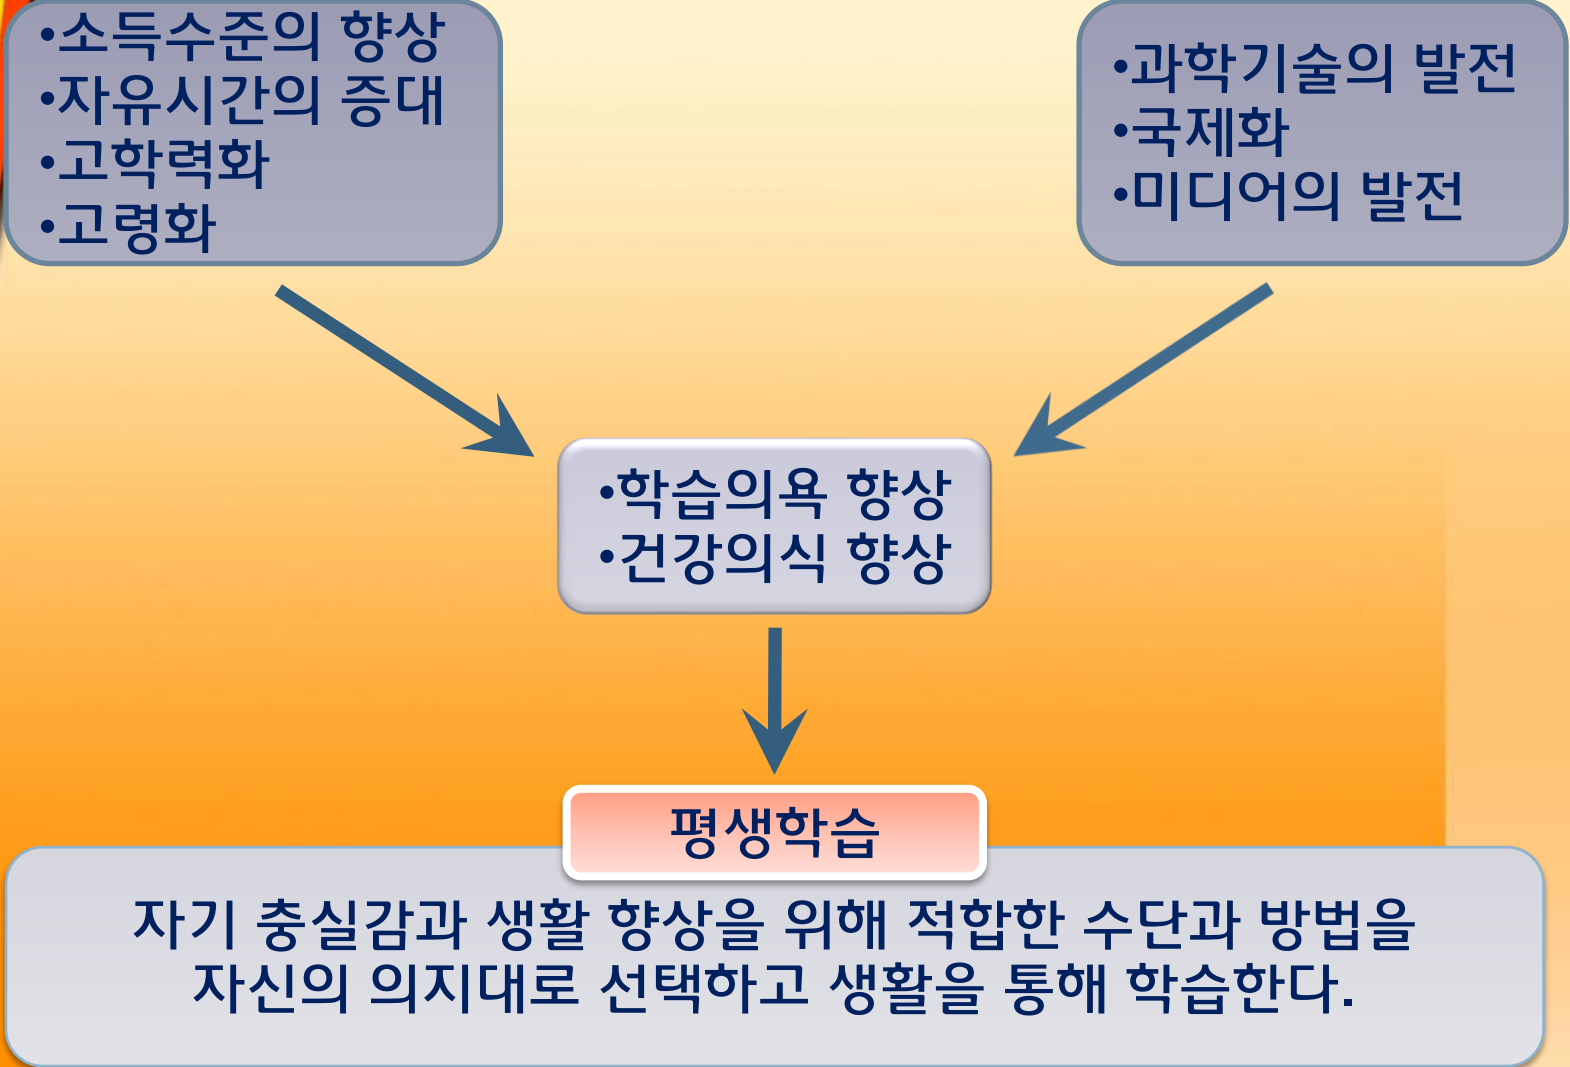 •소득수준의 향상
•자유시간의 증대
•고학력화
•고령화
•과학기술의 발전
•국제화
•미디어의 발전
•학습의욕 향상
•건강의식 향상
평생학습
자기 충실감과 생활 향상을 위해 적합한 수단과 방법을
자신의 의지대로 선택하고 생활을 통해 학습한다.